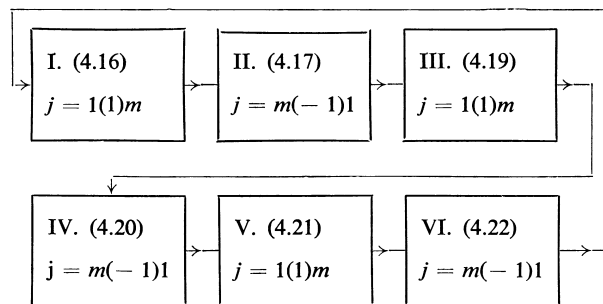 I. (4.16)
j = 1(1)m
II. (4.17)
j = m(− 1)1
III. (4.19)
j = 1(1)m
IV. (4.20)
j = m(− 1)1
V. (4.21)
j = 1(1)m
VI. (4.22)
j = m(− 1)1